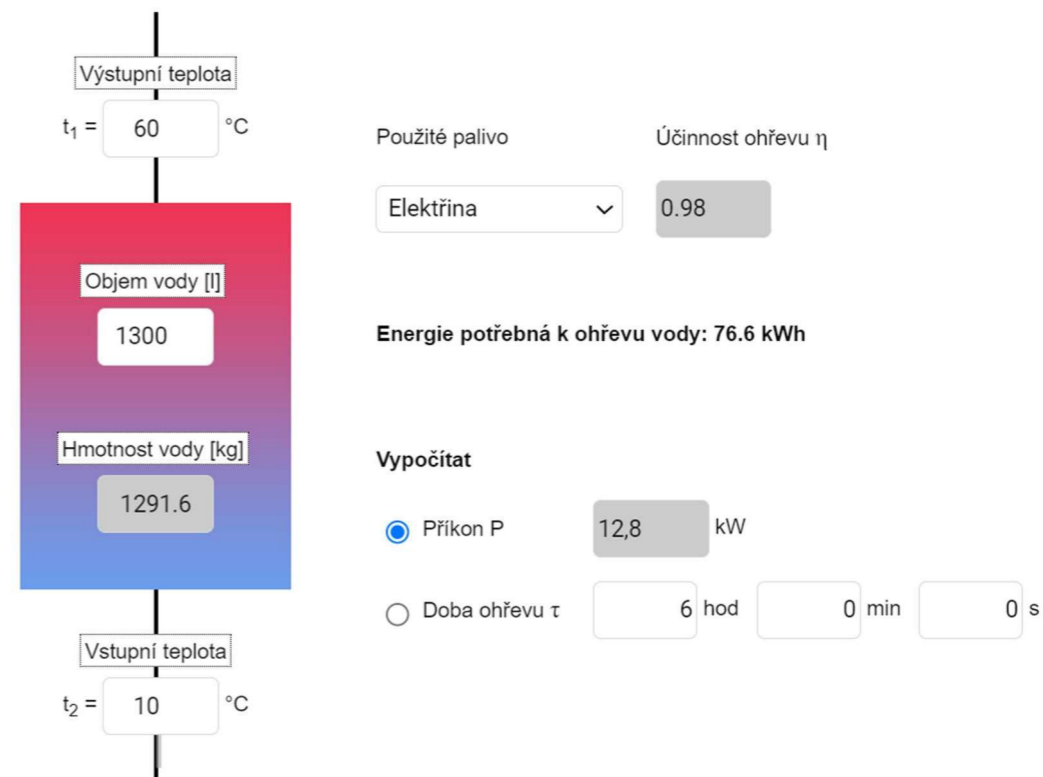 Výstupní teplota
t₁ = 60 °C
Použité palivo Účinnost ohřevu η
Elektřina 0.98
Objem vody [l]
1300
Energie potřebná k ohřevu vody: 76.6 kWh
Hmotnost vody [kg]
1291.6
Vypočítat
Příkon P 12,8 kW
Doba ohřevu τ 6 hod 0 min 0 s
Vstupní teplota
t₂ = 10 °C